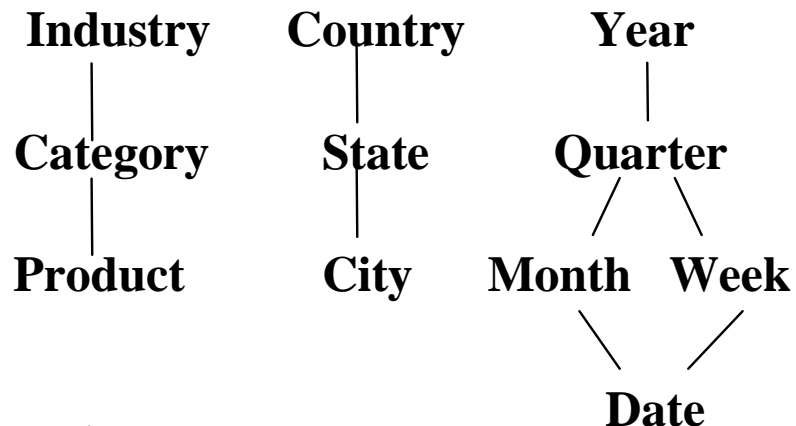 Industry Country Year
Category State Quarter
Product City Month Week
Date